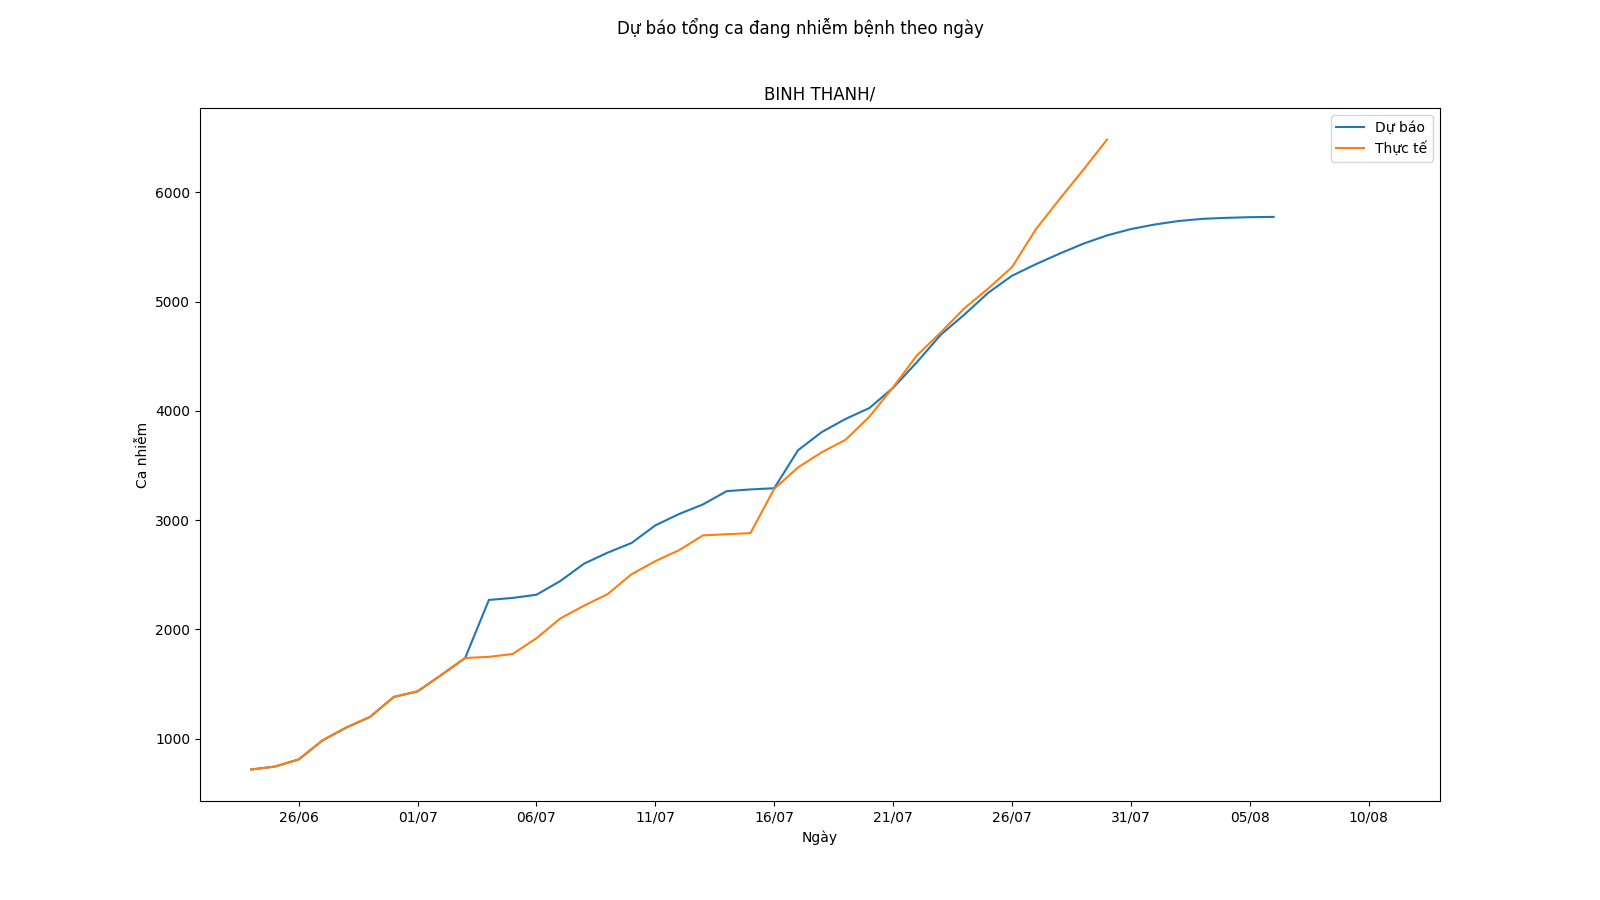 Dự báo tổng ca đang nhiễm bệnh theo ngày
BINH THANH/
Dự báo
Thực tế
6000
5000
4000
3000
2000
1000
Ca nhiễm
26/06 01/07 06/07 11/07 16/07 21/07 26/07 31/07 05/08 10/08
Ngày